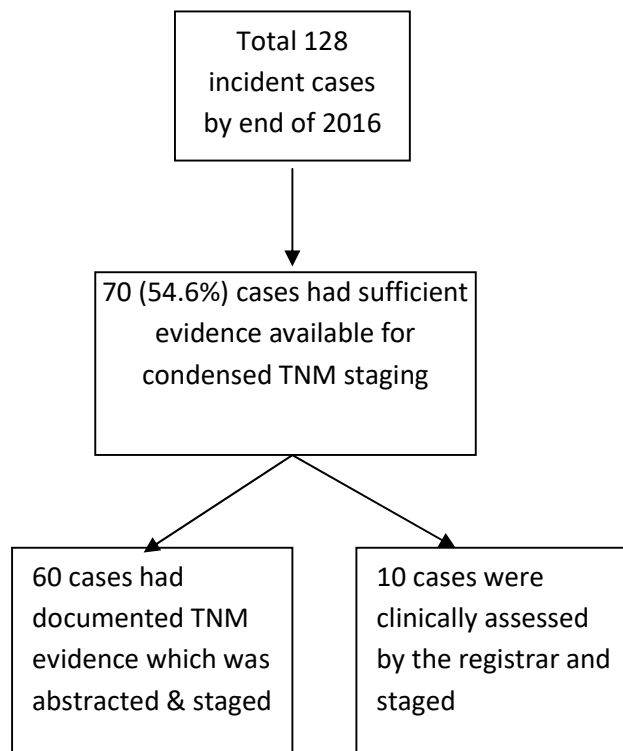 Total 128
incident cases
by end of 2016
70 (54.6%) cases had sufficient
evidence available for
condensed TNM staging
60 cases had
documented TNM
evidence which was
abstracted & staged
10 cases were
clinically assessed
by the registrar and
staged